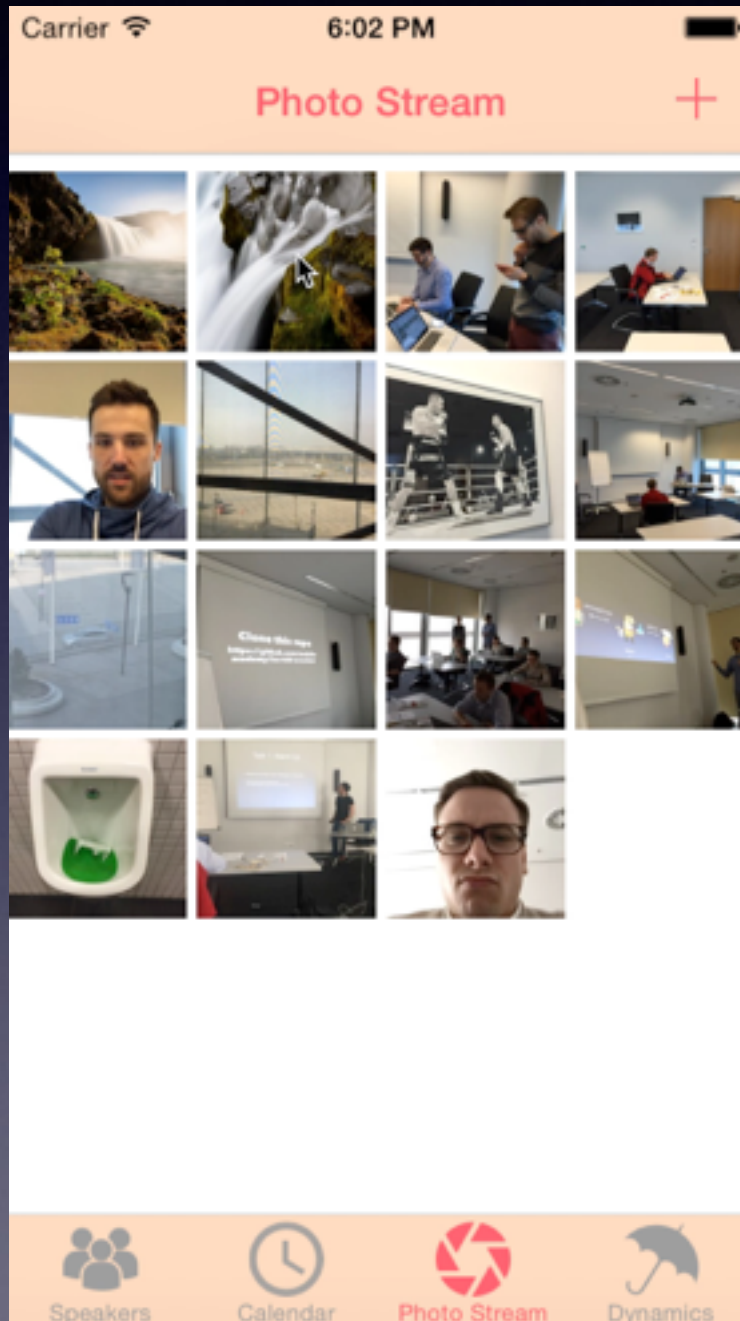 Carrier
6:02 PM
Photo Stream
Clone this repo
Speakers
Calendar
Photo Stream
Dynamics